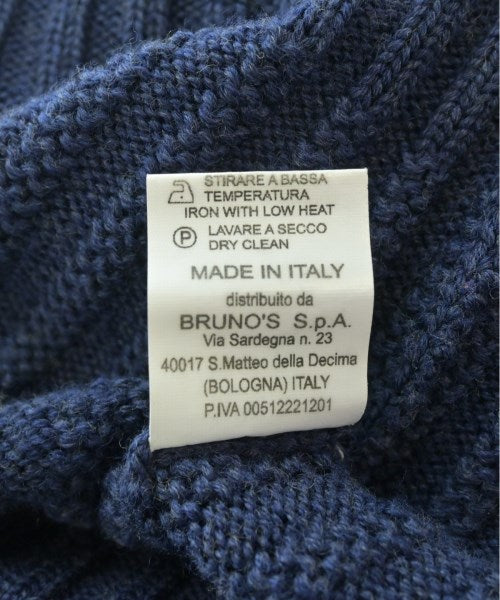 STIRARE A BASSA
TEMPERATURA
IRON WITH LOW HEAT
P LAVARE A SECCO
DRY CLEAN
MADE IN ITALY
distribuito da
BRUNO'S S.p.A.
Via Sardegna n. 23
40017 S.Matteo della Decima
(BOLOGNA) ITALY
P.IVA 00512221201